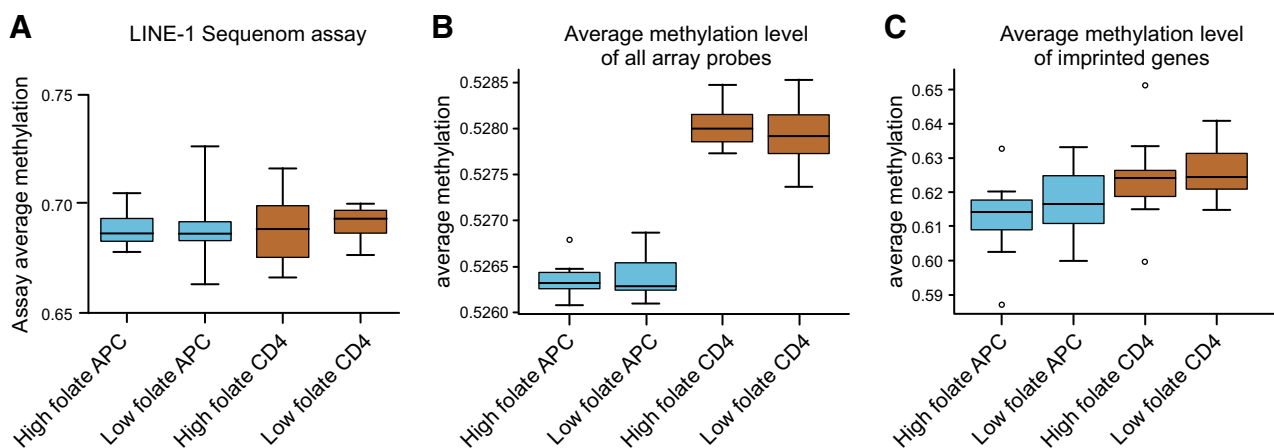 A
LINE-1 Sequenom assay
Assay average methylation
0.75
0.70
0.65
High folate APC
Low folate APC
High folate CD4
Low folate CD4
B
Average methylation level
of all array probes
average methylation
0.5285
0.5280
0.5275
0.5270
0.5265
0.5260
High folate APC
Low folate APC
High folate CD4
Low folate CD4
C
Average methylation level
of imprinted genes
average methylation
0.65
0.64
0.63
0.62
0.61
0.60
0.59
High folate APC
Low folate APC
High folate CD4
Low folate CD4